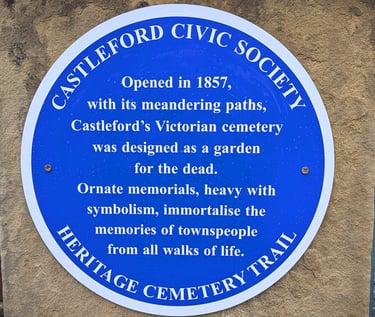 CASTLEFORD CIVIC SOCIETY
Opened in 1857,
with its meandering paths,
Castleford's Victorian cemetery
was designed as a garden
for the dead.
Ornate memorials, heavy with
symbolism, immortalise the
memories of townspeople
from all walks of life.
HERITAGE CEMETERY TRAIL